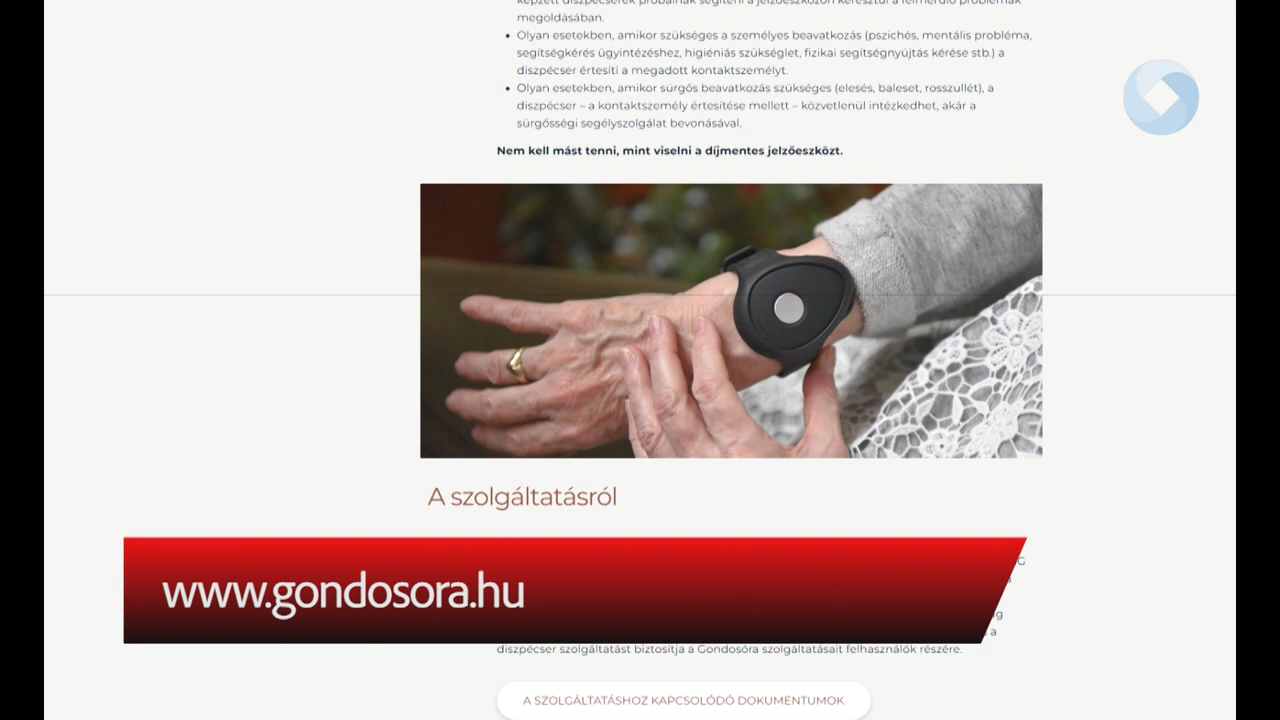 képzett diszpécserek próbálnak segíteni a jelzőeszközön keresztül a felmerülő problémák
megoldásában.
• Olyan esetekben, amikor szükséges a személyes beavatkozás (pszichés, mentális probléma,
segítségkérés ügyintézéshez, higiéniás szükséglet, fizikai segítségnyújtás kérése stb.) a
diszpécser értesíti a megadott kontaktszemélyt.
• Olyan esetekben, amikor sürgős beavatkozás szükséges (elesés, baleset, rosszullét), a
diszpécser – a kontaktszemély értesítése mellett – közvetlenül intézkedhet, akár a
sürgősségi segélyszolgálat bevonásával.
Nem kell mást tenni, mint viselni a díjmentes jelzőeszközt.
A szolgáltatásról
www.gondosora.hu
a
diszpécser szolgáltatást biztosítja a Gondosóra szolgáltatásait felhasználók részére.
A SZOLGÁLTATÁSHOZ KAPCSOLÓDÓ DOKUMENTUMOK